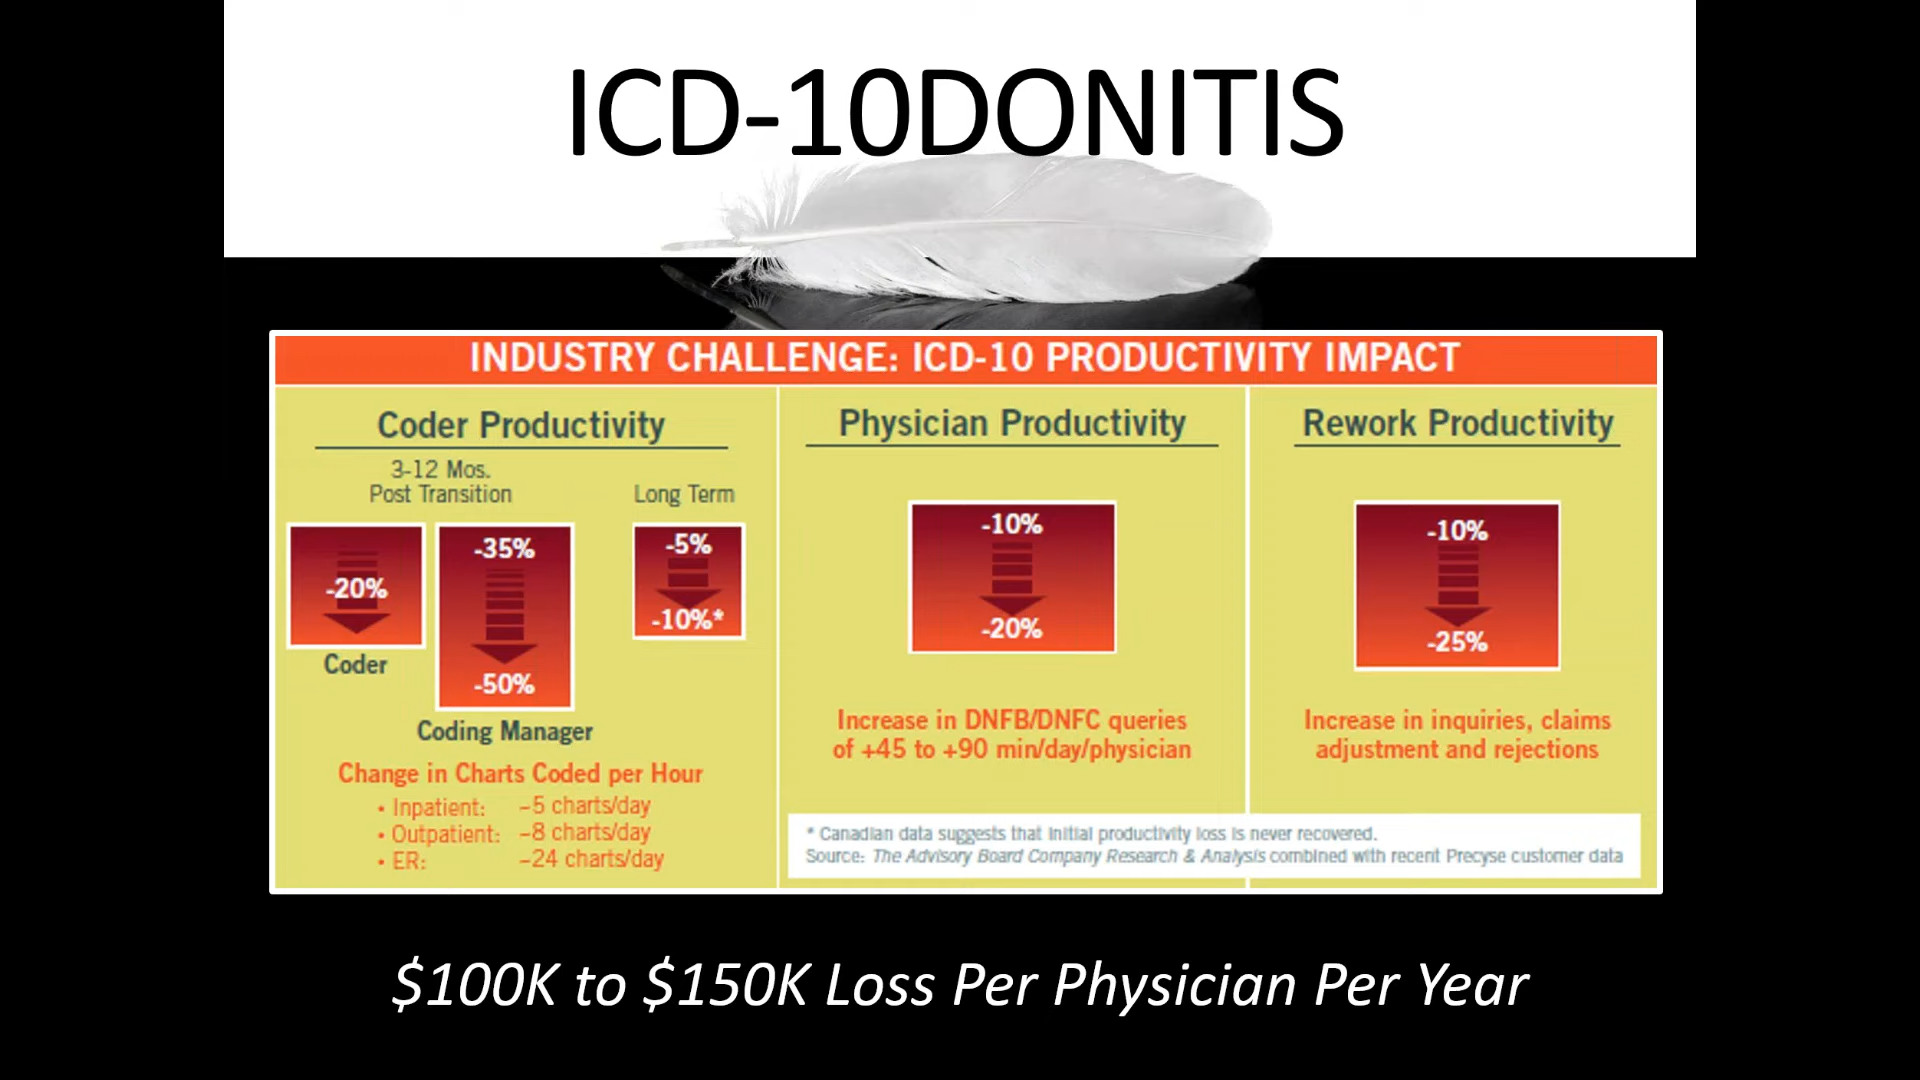 ICD-10DONITIS
INDUSTRY CHALLENGE: ICD-10 PRODUCTIVITY IMPACT
Coder Productivity
3-12 Mos.
Post Transition
Long Term
-20%
Coder
-35%
-50%
Coding Manager
-5%
-10%*
Change in Charts Coded per Hour
• Inpatient: –5 charts/day
• Outpatient: –8 charts/day
• ER: –24 charts/day
Physician Productivity
-10%
-20%
Increase in DNFB/DNFC queries
of +45 to +90 min/day/physician
Rework Productivity
-10%
-25%
Increase in inquiries, claims
adjustment and rejections
* Canadian data suggests that initial productivity loss is never recovered.
Source: The Advisory Board Company Research & Analysis combined with recent Precyse customer data
$100K to $150K Loss Per Physician Per Year